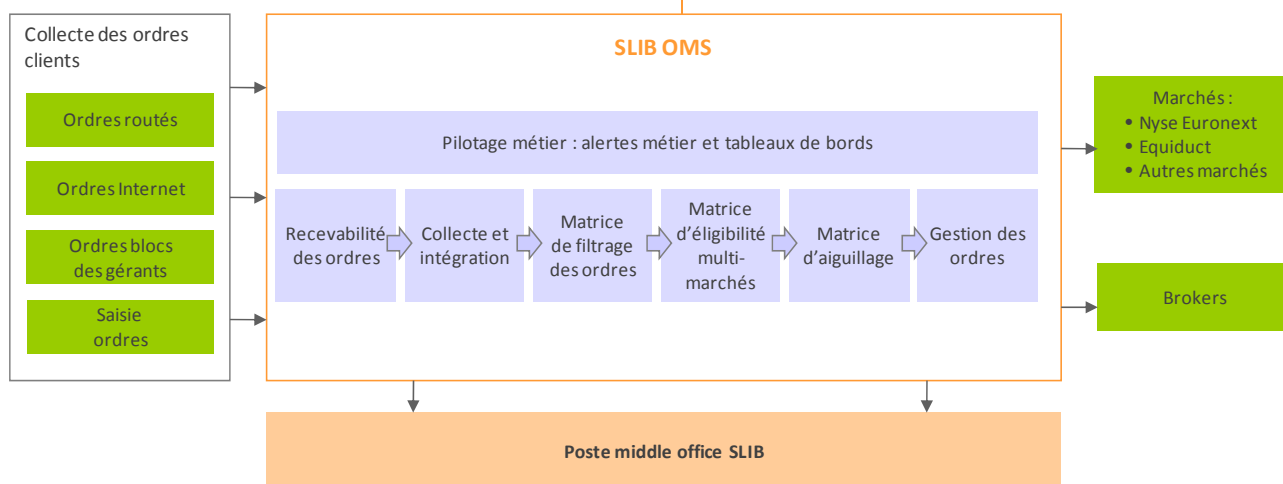 Collecte des ordres
clients
Ordres routés
Ordres Internet
Ordres blocs
des gérants
Saisie
ordres
SLIB OMS
Pilotage métier : alertes métier et tableaux de bords
Recevabilité
des ordres
Collecte et
intégration
Matrice
de filtrage
des ordres
Matrice
d'éligibilité
multi-
marchés
Matrice
d'aiguillage
Gestion des
ordres
Marchés :
• Nyse Euronext
• Equiduct
• Autres marchés
Brokers
Poste middle office SLIB